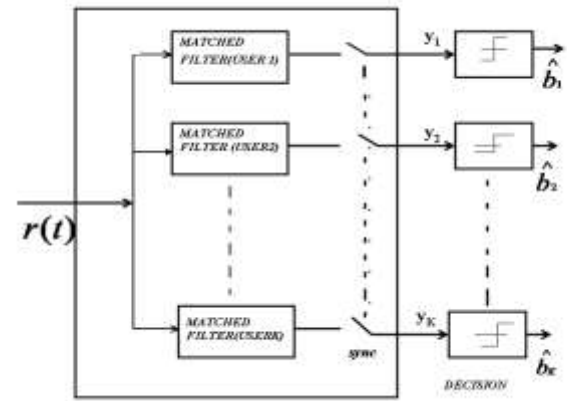 MATCHED
FILTER(USER 1)
y1
b̂1
MATCHED
FILTER (USER2)
y2
b̂2
r(t)
MATCHED
FILTER(USERK)
sync
yK
b̂K
DECISION